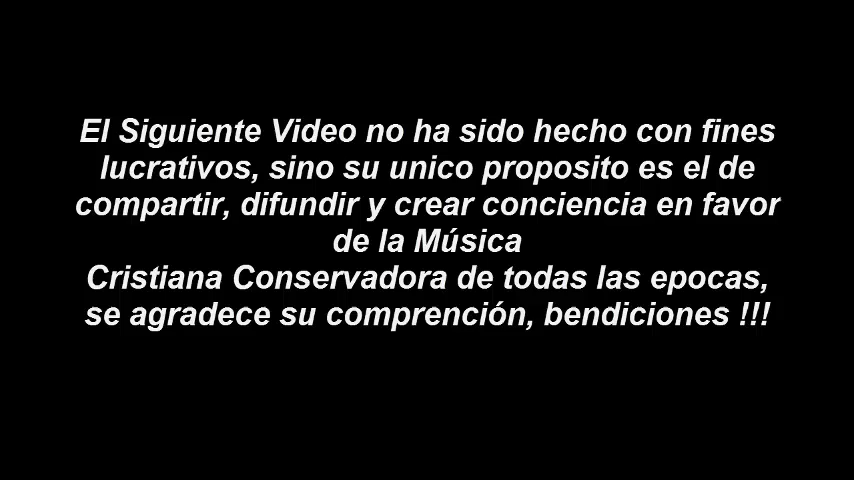 El Siguiente Video no ha sido hecho con fines
lucrativos, sino su unico proposito es el de
compartir, difundir y crear conciencia en favor
de la Música
Cristiana Conservadora de todas las epocas,
se agradece su comprención, bendiciones !!!